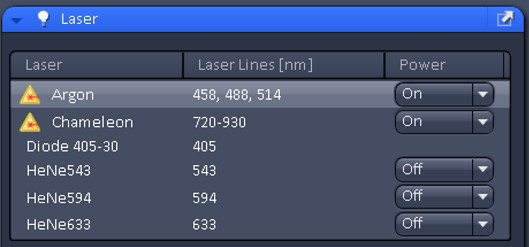 Laser
Laser Laser Lines [nm] Power
Argon 458, 488, 514 On
Chameleon 720-930 On
Diode 405-30 405
HeNe543 543 Off
HeNe594 594 Off
HeNe633 633 Off